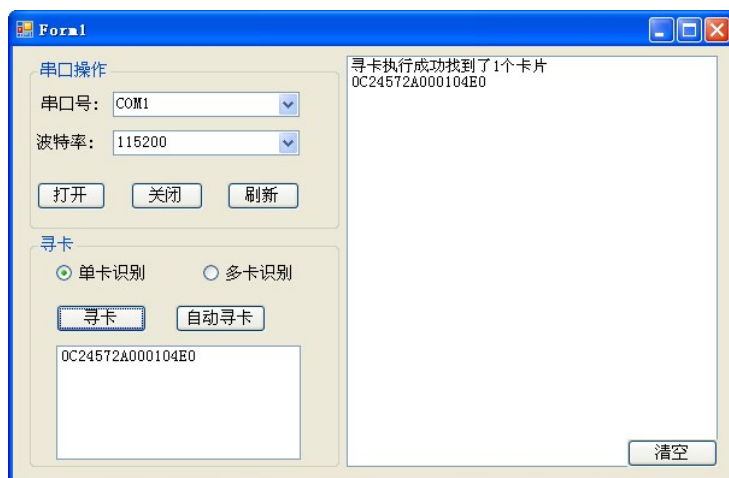 Form1
串口操作
串口号: COM1
波特率: 115200
打开 关闭 刷新
寻卡
单卡识别 多卡识别
寻卡 自动寻卡
0C24572A000104E0
寻卡执行成功找到了1个卡片
0C24572A000104E0
清空